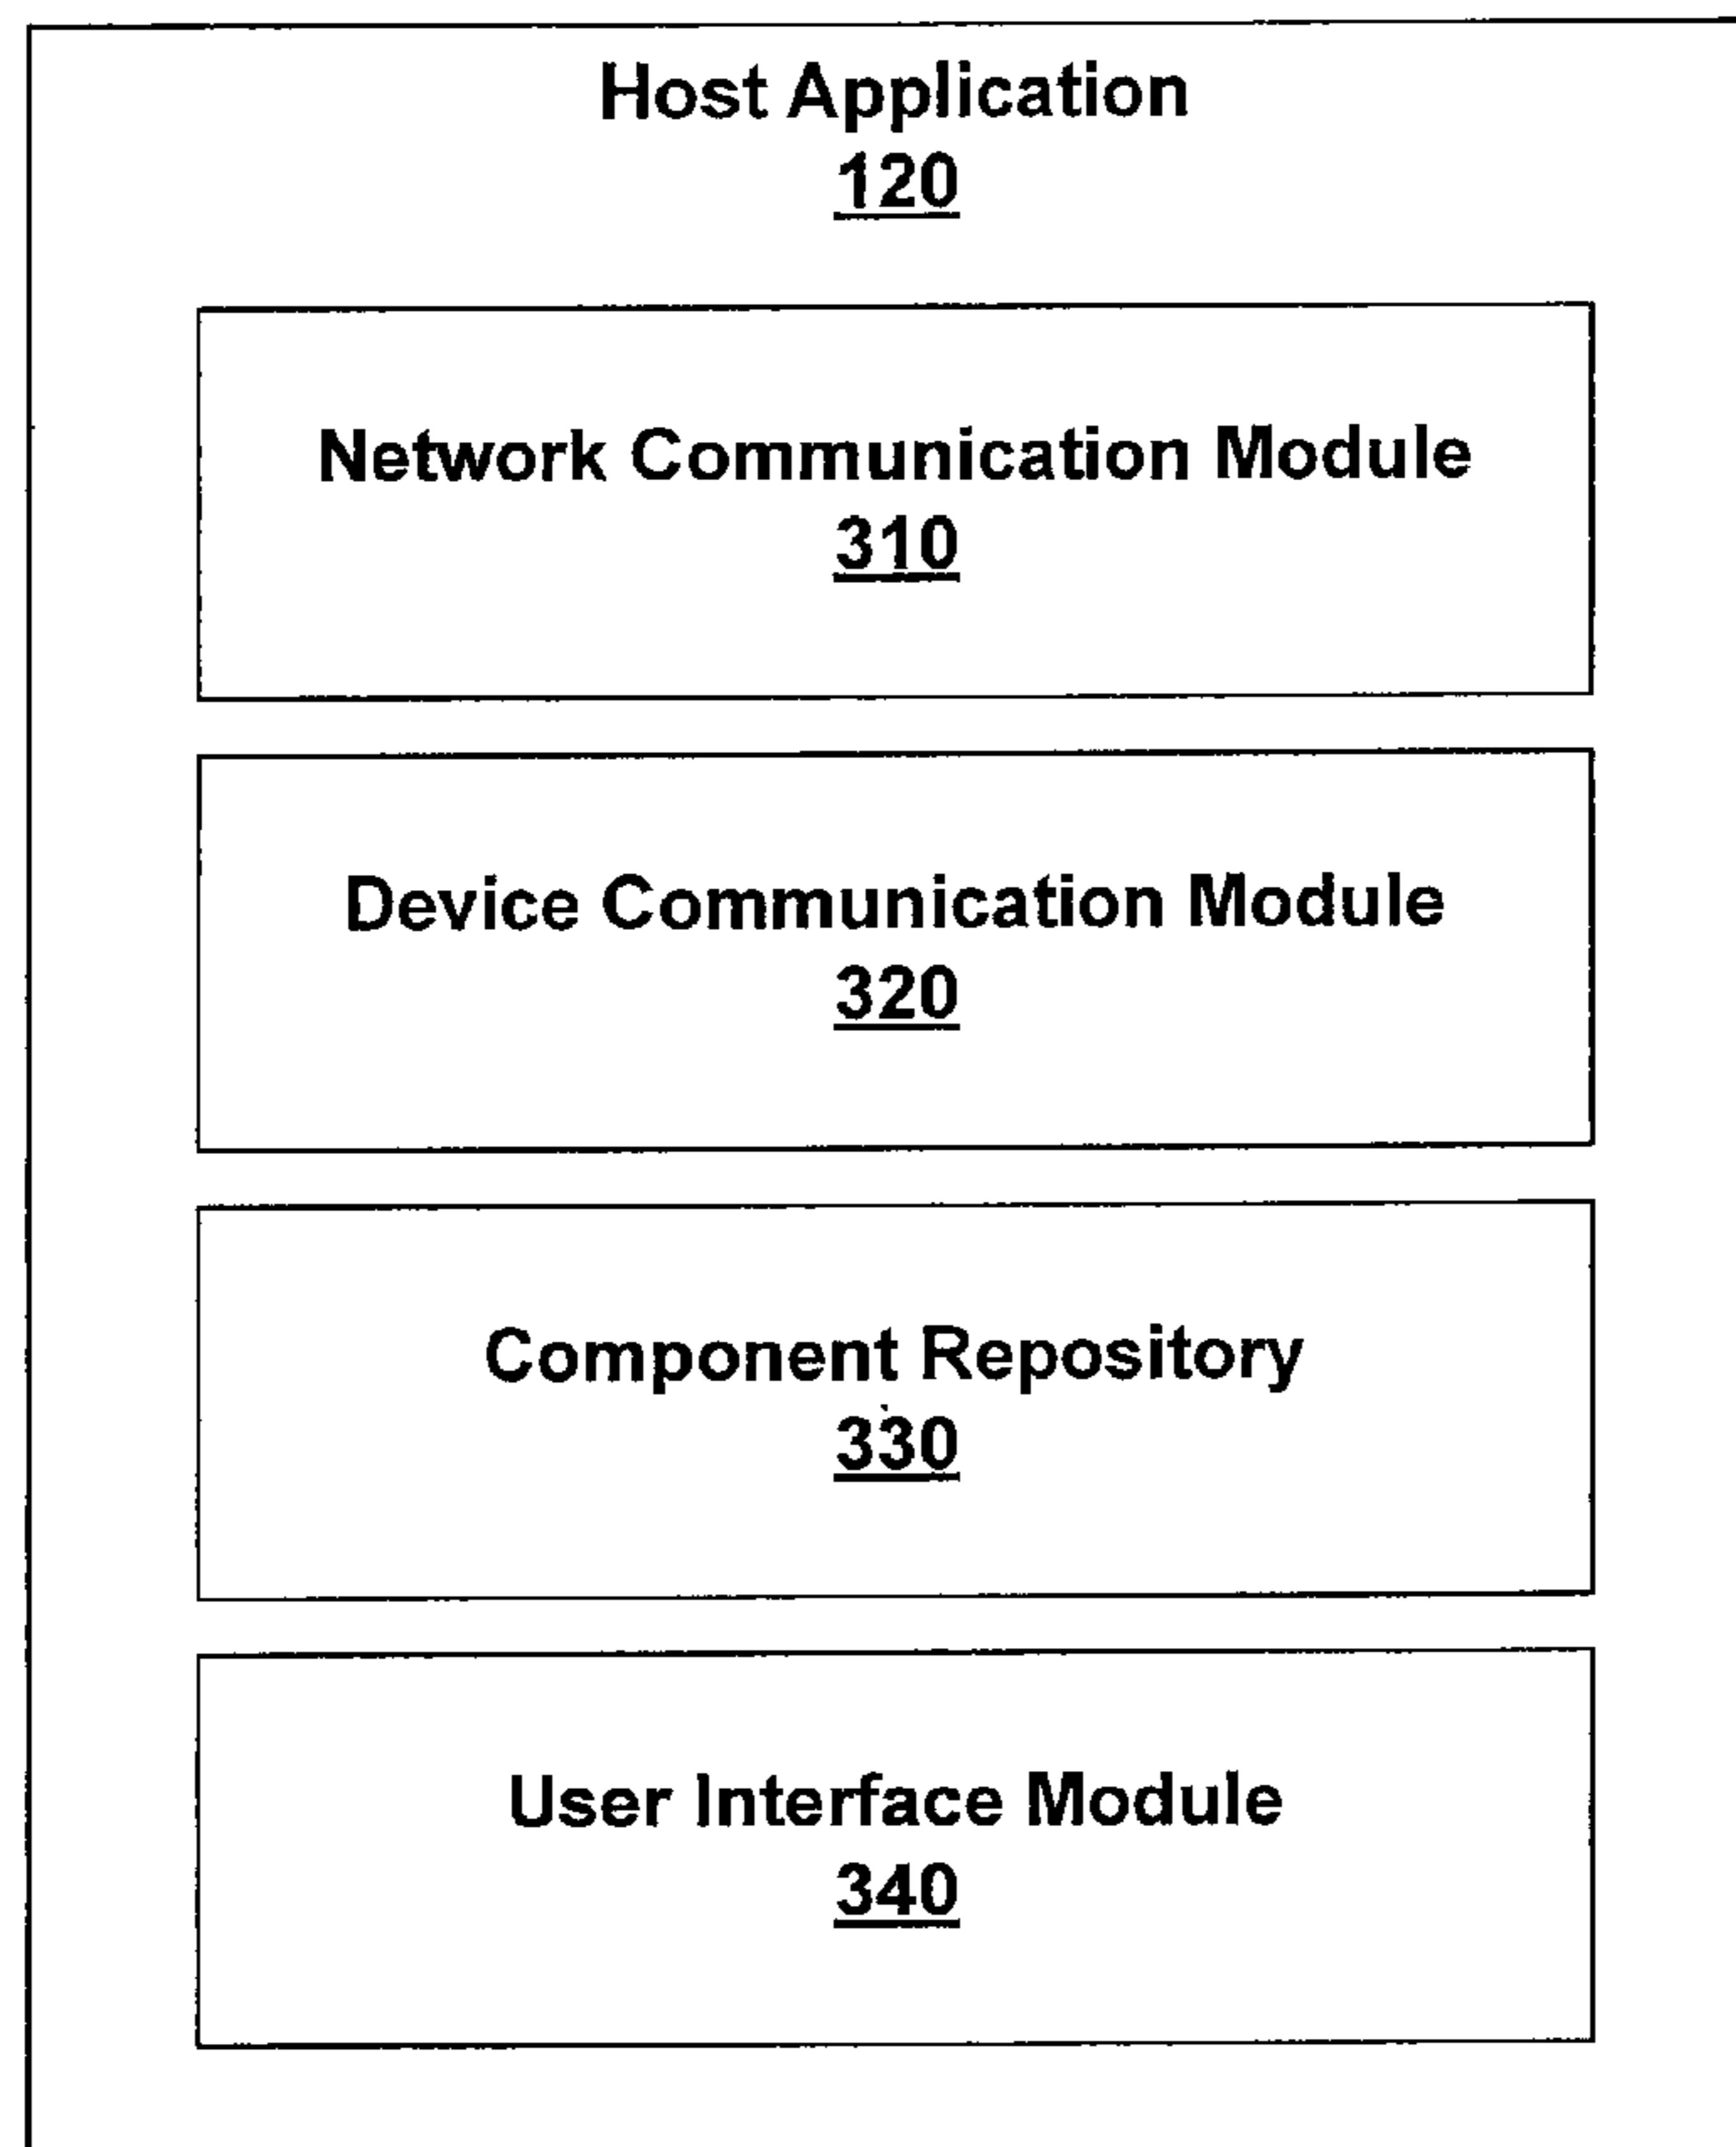 Host Application
120
Network Communication Module
310
Device Communication Module
320
Component Repository
330
User Interface Module
340